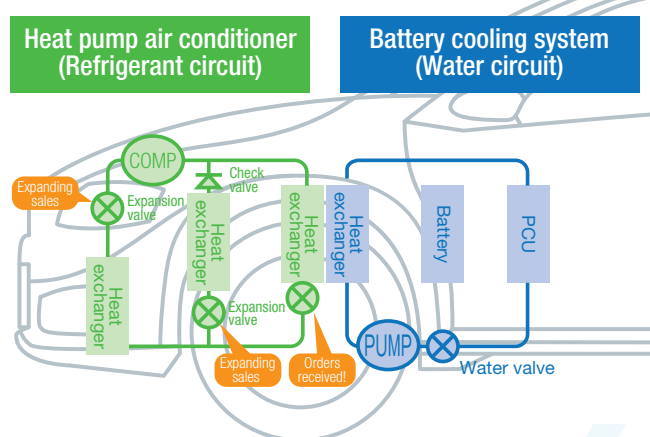 Heat pump air conditioner
(Refrigerant circuit)
Battery cooling system
(Water circuit)
COMP
Check
valve
Expanding
sales
Expansion
valve
Heat
exchanger
Heat
exchanger
Heat
exchanger
Heat
exchanger
Battery
PCU
Expansion
valve
Expanding
sales
Orders
received!
PUMP
Water valve